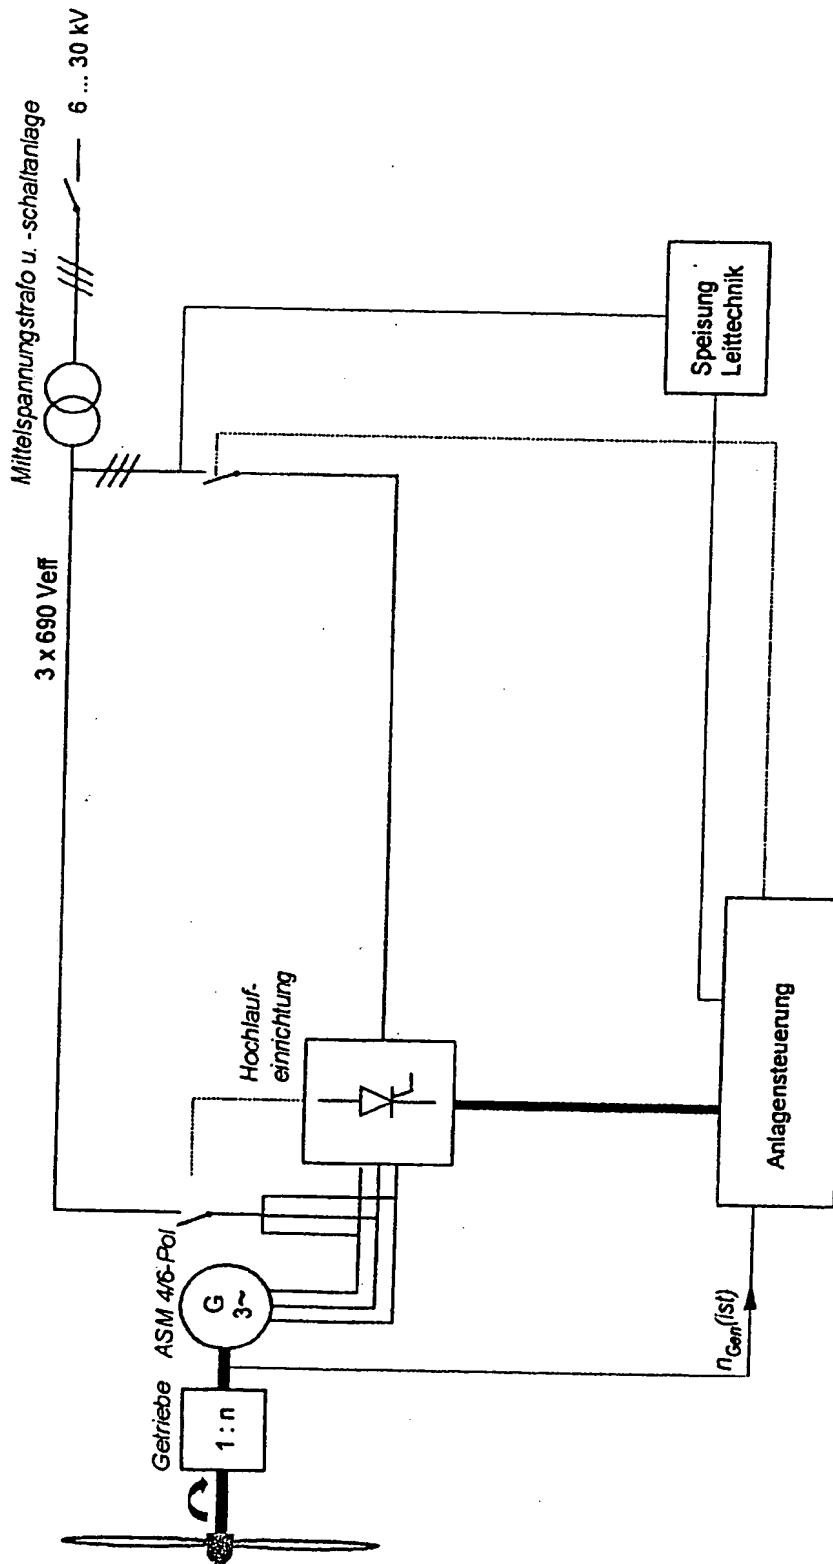 Mittelspannungstrafo u. -schaltanlage
6 ... 30 kV
3 x 690 Veff
Speisung
Leittechnik
Hochlauf-
einrichtung
ASM 4/6-Pol
G
3~
Getriebe
1 : n
n_Gen(ist)
Anlagensteuerung